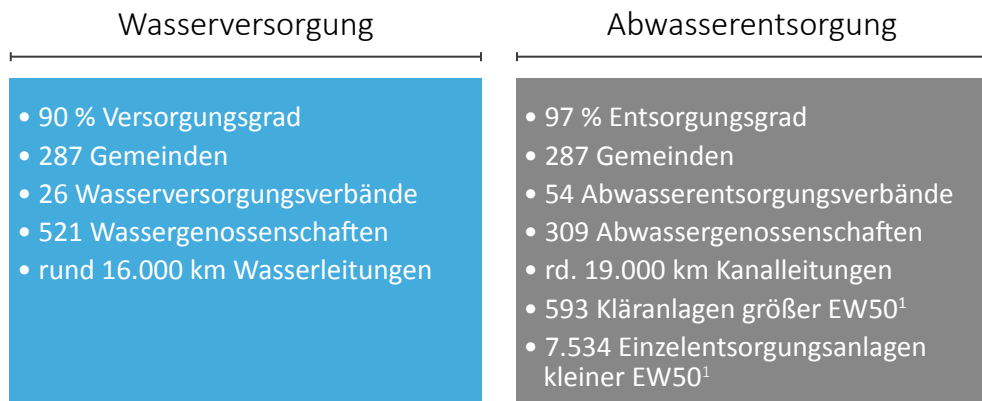 Wasserversorgung
• 90 % Versorgungsgrad
• 287 Gemeinden
• 26 Wasserversorgungsverbände
• 521 Wassergenossenschaften
• rund 16.000 km Wasserleitungen
Abwasserentsorgung
• 97 % Entsorgungsgrad
• 287 Gemeinden
• 54 Abwasserentsorgungsverbände
• 309 Abwassergenossenschaften
• rd. 19.000 km Kanalleitungen
• 593 Kläranlagen größer EW50¹
• 7.534 Einzelentsorgungsanlagen
kleiner EW50¹